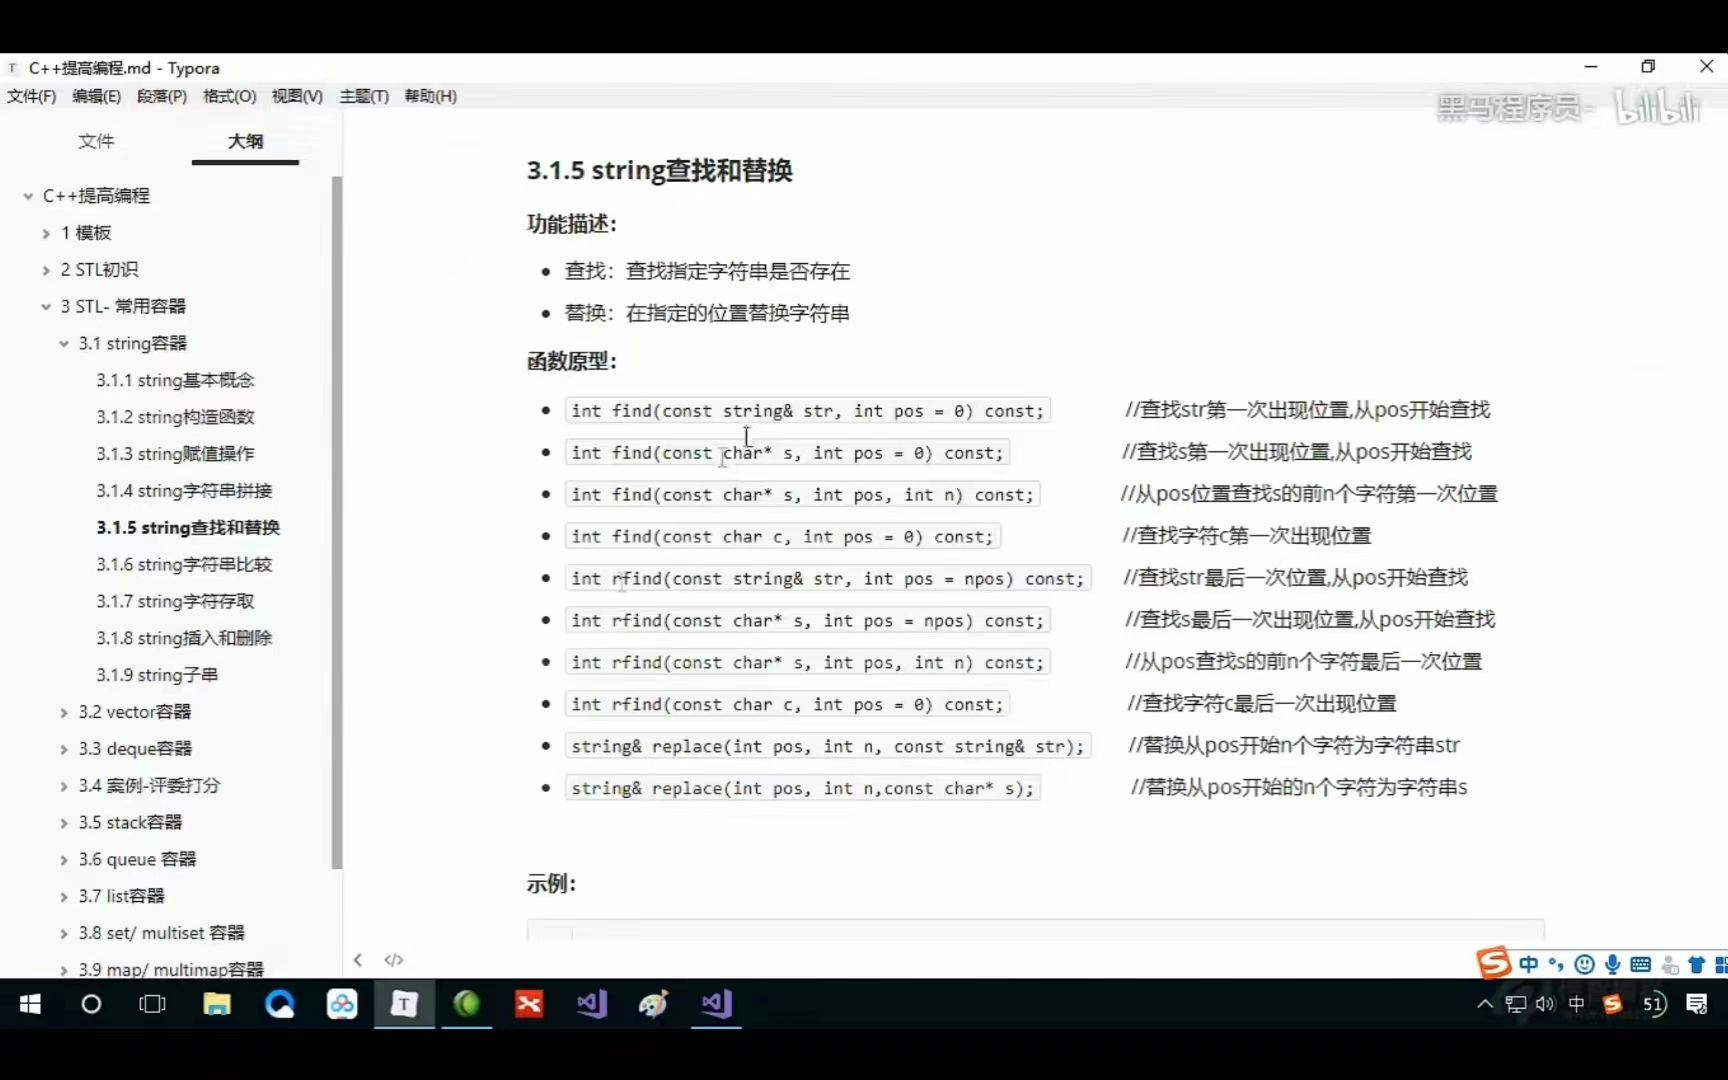 C++提高编程.md - Typora
文件(F) 编辑(E) 段落(P) 格式(O) 视图(V) 主题(T) 帮助(H)
黑马程序员- bilibili
文件 大纲
C++提高编程
1 模板
2 STL初识
3 STL- 常用容器
3.1 string容器
3.1.1 string基本概念
3.1.2 string构造函数
3.1.3 string赋值操作
3.1.4 string字符串拼接
3.1.5 string查找和替换
3.1.6 string字符串比较
3.1.7 string字符存取
3.1.8 string插入和删除
3.1.9 string子串
3.2 vector容器
3.3 deque容器
3.4 案例-评委打分
3.5 stack容器
3.6 queue 容器
3.7 list容器
3.8 set/ multiset 容器
3.9 map/ multimap容器
3.1.5 string查找和替换
功能描述：
查找：查找指定字符串是否存在
替换：在指定的位置替换字符串
函数原型：
int find(const string& str, int pos = 0) const; //查找str第一次出现位置,从pos开始查找
int find(const char* s, int pos = 0) const; //查找s第一次出现位置,从pos开始查找
int find(const char* s, int pos, int n) const; //从pos位置查找s的前n个字符第一次位置
int find(const char c, int pos = 0) const; //查找字符c第一次出现位置
int rfind(const string& str, int pos = npos) const; //查找str最后一次位置,从pos开始查找
int rfind(const char* s, int pos = npos) const; //查找s最后一次出现位置,从pos开始查找
int rfind(const char* s, int pos, int n) const; //从pos查找s的前n个字符最后一次位置
int rfind(const char c, int pos = 0) const; //查找字符c最后一次出现位置
string& replace(int pos, int n, const string& str); //替换从pos开始n个字符为字符串str
string& replace(int pos, int n,const char* s); //替换从pos开始的n个字符为字符串s
示例：
中
中 51